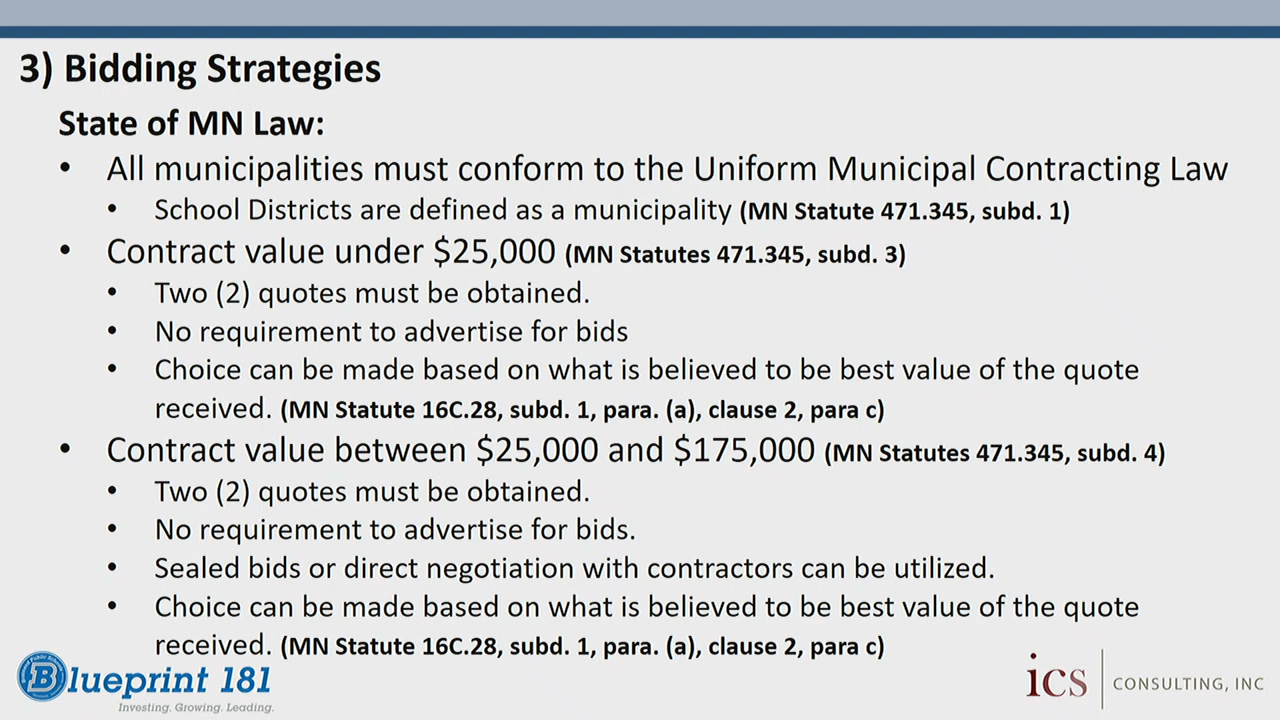 3) Bidding Strategies
State of MN Law:
• All municipalities must conform to the Uniform Municipal Contracting Law
• School Districts are defined as a municipality (MN Statute 471.345, subd. 1)
• Contract value under $25,000 (MN Statutes 471.345, subd. 3)
• Two (2) quotes must be obtained.
• No requirement to advertise for bids
• Choice can be made based on what is believed to be best value of the quote
received. (MN Statute 16C.28, subd. 1, para. (a), clause 2, para c)
• Contract value between $25,000 and $175,000 (MN Statutes 471.345, subd. 4)
• Two (2) quotes must be obtained.
• No requirement to advertise for bids.
• Sealed bids or direct negotiation with contractors can be utilized.
• Choice can be made based on what is believed to be best value of the quote
received. (MN Statute 16C.28, subd. 1, para. (a), clause 2, para c)
Blueprint 181
Investing. Growing. Leading.
ics CONSULTING, INC